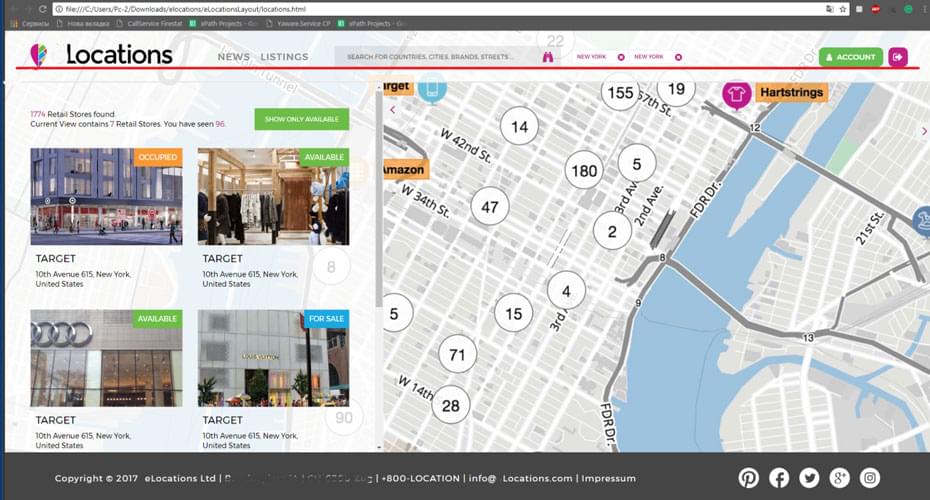 file:///C:/Users/Pc-2/Downloads/elocations/eLocationsLayout/locations.html
Сервисы Нова вкладка CallService Firestat xPath Projects - Go Yaware.Service CP xPath Projects - Go
Locations NEWS LISTINGS SEARCH FOR COUNTRIES, CITIES, BRANDS, STREETS ... NEW YORK NEW YORK ACCOUNT
22
1774 Retail Stores found.
Current View contains 7 Retail Stores. You have seen 96.
SHOW ONLY AVAILABLE
OCCUPIED
AVAILABLE
TARGET
10th Avenue 615, New York,
United States
TARGET
10th Avenue 615, New York,
United States
8
AVAILABLE
FOR SALE
LOUIS VUITTON
TARGET
10th Avenue 615, New York,
United States
TARGET
10th Avenue 615, New York,
United States
90
155
57th St.
19
Hartstrings
14
W 42nd St.
12
180
5
W 34th St.
47
3rd Ave.
2nd Ave.
FDR Dr.
2
21st St.
8
4
9
5
15
13
71
W 14th
28
FDR Dr.
Copyright © 2017 eLocations Ltd | +800-LOCATION | info@ Locations.com | Impressum